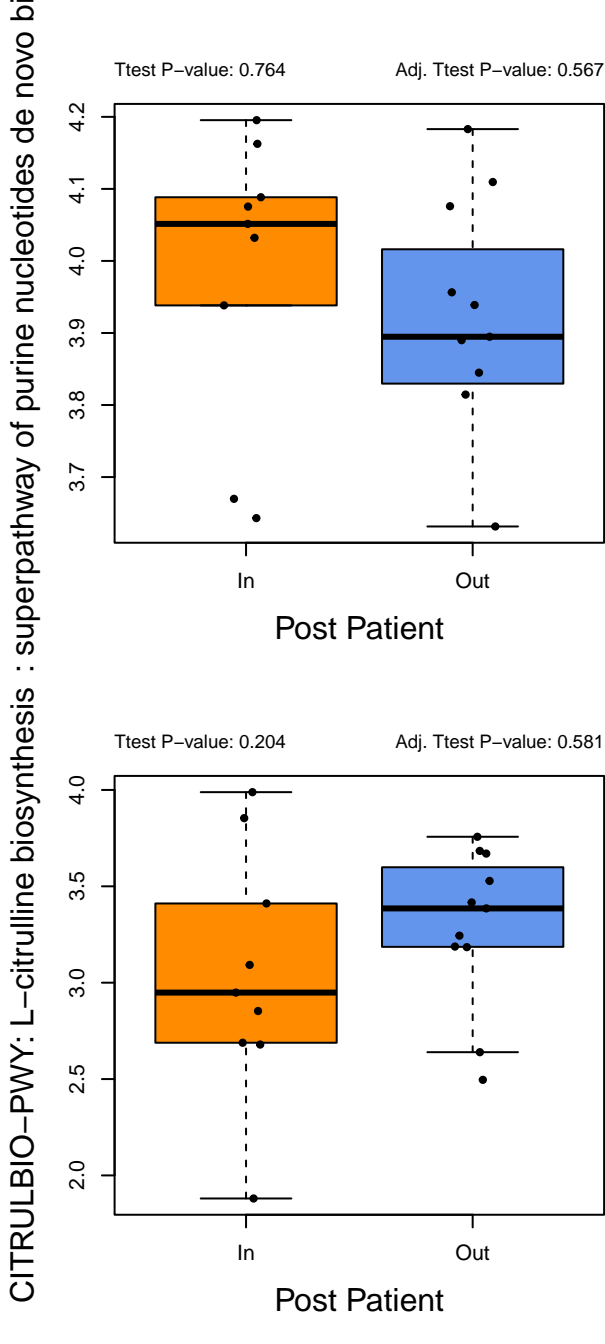 CITRULBIO−PWY: L−citrulline biosynthesis : superpathway of purine nucleotides de novo bi
Ttest P−value: 0.764 Adj. Ttest P−value: 0.567
4.2
4.1
4.0
3.9
3.8
3.7
In Out
Post Patient
Ttest P−value: 0.204 Adj. Ttest P−value: 0.581
4.0
3.5
3.0
2.5
2.0
In Out
Post Patient